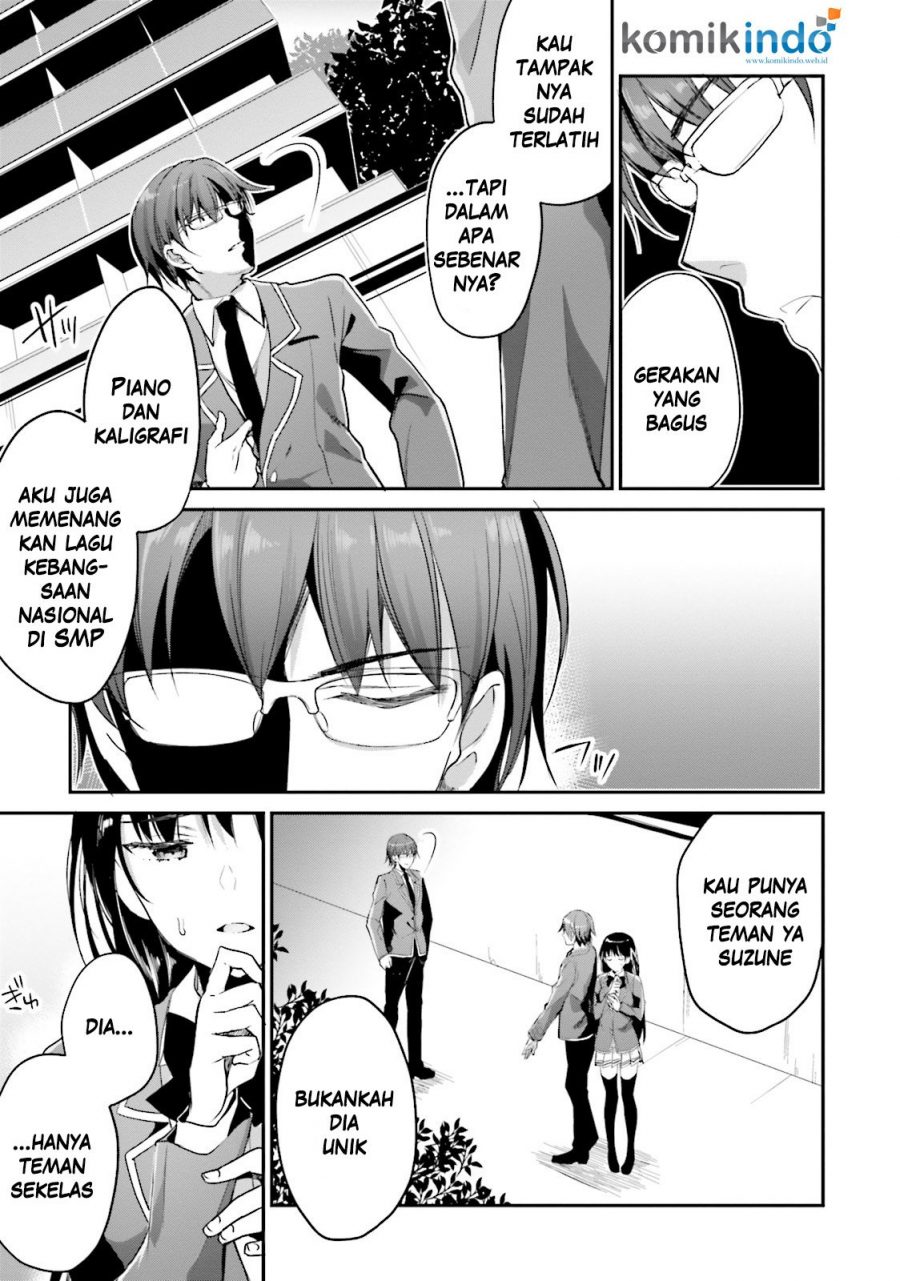 komikindo
www.komikindo.web.id
GERAKAN
YANG
BAGUS
KAU
TAMPAK
NYA
SUDAH
TERLATIH
...TAPI
DALAM
APA
SEBENAR
NYA?
PIANO
DAN
KALIGRAFI
AKU JUGA
MEMENANG
KAN LAGU
KEBANG-
SAAN
NASIONAL
DI SMP
KAU PUNYA
SEORANG
TEMAN YA
SUZUNE
BUKANKAH
DIA
UNIK
DIA...
...HANYA
TEMAN
SEKELAS
ぎゅ